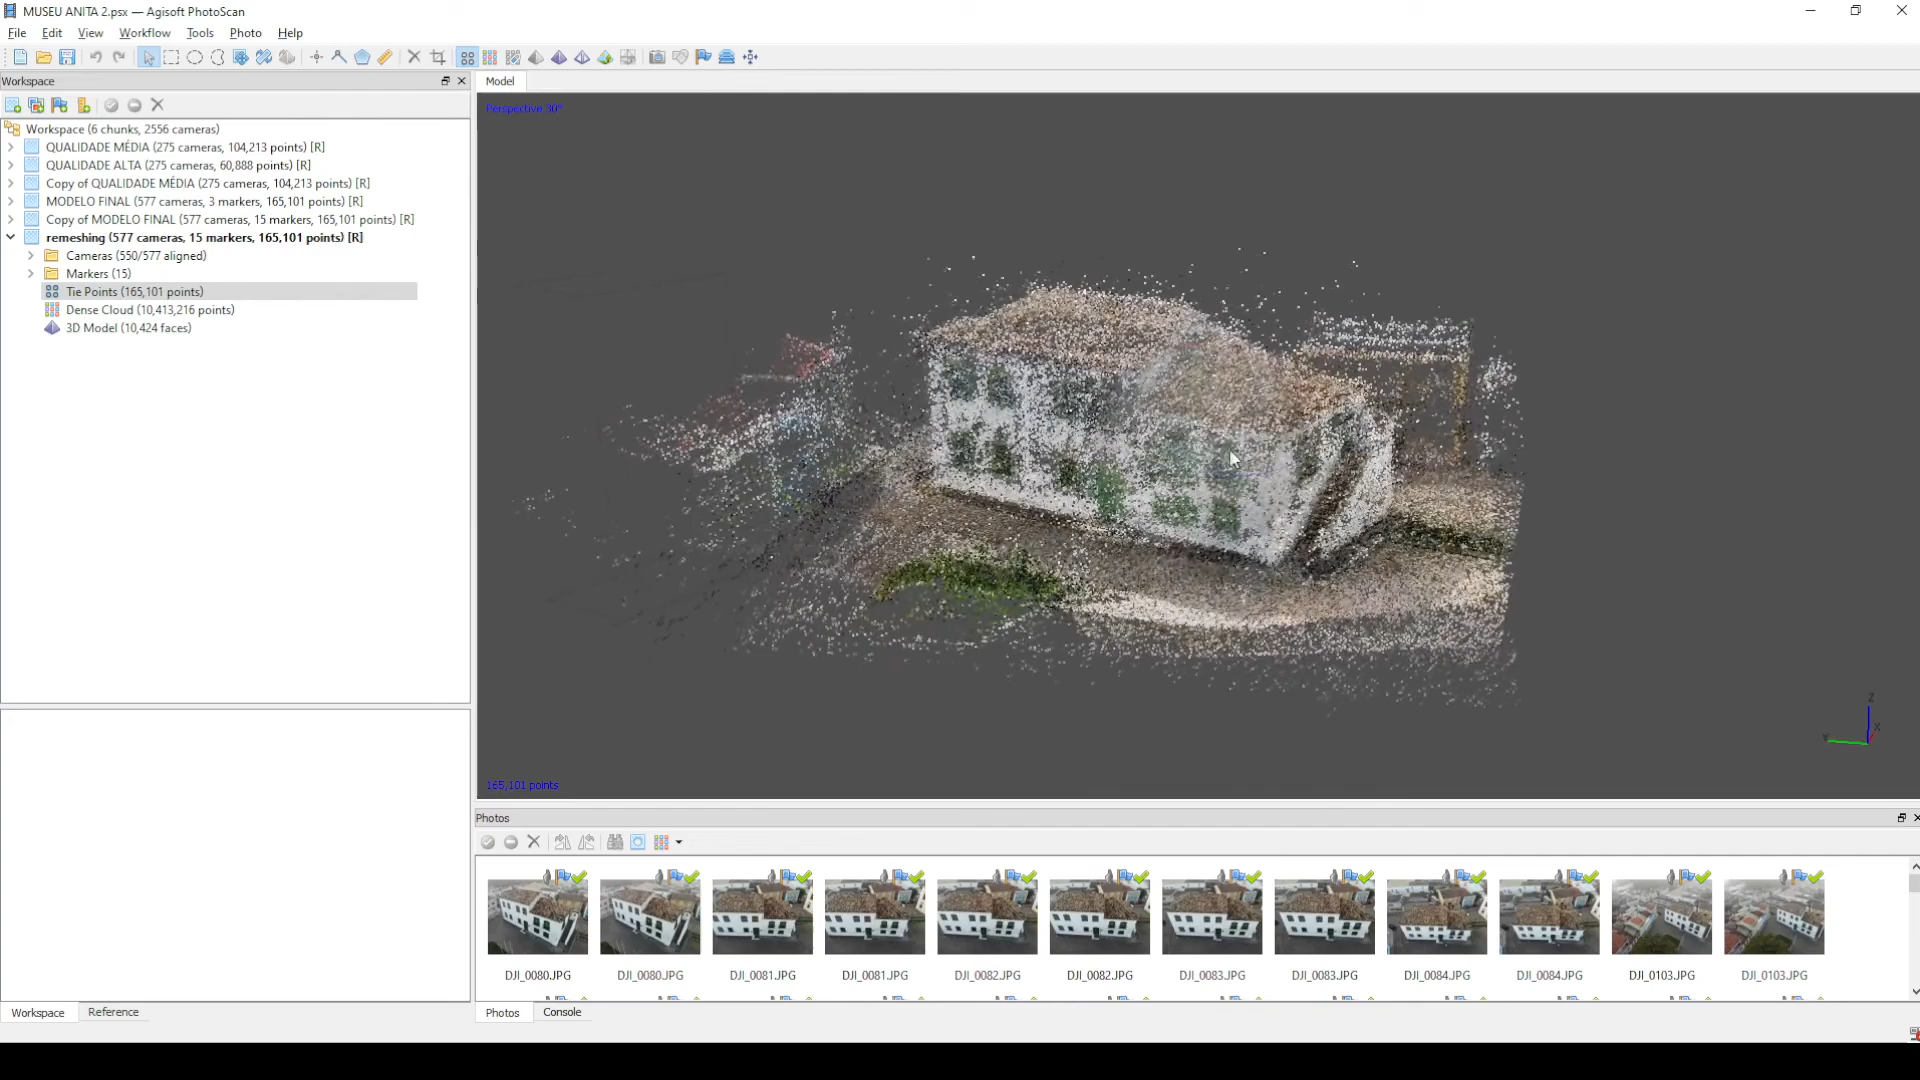 MUSEU ANITA 2.psx — Agisoft PhotoScan
File Edit View Workflow Tools Photo Help
Workspace
Model
Perspective 30°
Workspace (6 chunks, 2556 cameras)
QUALIDADE MÉDIA (275 cameras, 104,213 points) [R]
QUALIDADE ALTA (275 cameras, 60,888 points) [R]
Copy of QUALIDADE MÉDIA (275 cameras, 104,213 points) [R]
MODELO FINAL (577 cameras, 3 markers, 165,101 points) [R]
Copy of MODELO FINAL (577 cameras, 15 markers, 165,101 points) [R]
remeshing (577 cameras, 15 markers, 165,101 points) [R]
Cameras (550/577 aligned)
Markers (15)
Tie Points (165,101 points)
Dense Cloud (10,413,216 points)
3D Model (10,424 faces)
Z
X
Y
165,101 points
Photos
DJI_0080.JPG DJI_0080.JPG DJI_0081.JPG DJI_0081.JPG DJI_0082.JPG DJI_0082.JPG DJI_0083.JPG DJI_0083.JPG DJI_0084.JPG DJI_0084.JPG DJI_0103.JPG DJI_0103.JPG
Workspace Reference
Photos Console